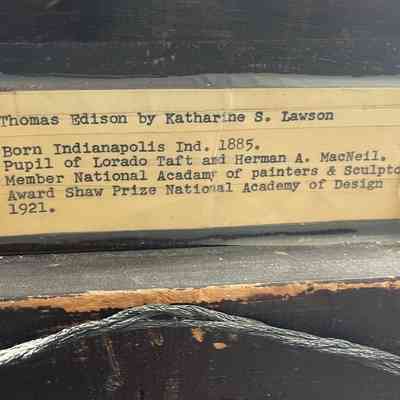 Thomas Edison by Katharine S. Lawson
Born Indianapolis Ind. 1885.
Pupil of Lorado Taft and Herman A. MacNeil.
Member National Acadamy of painters & Sculpto
Award Shaw Prize National Academy of Design
1921.